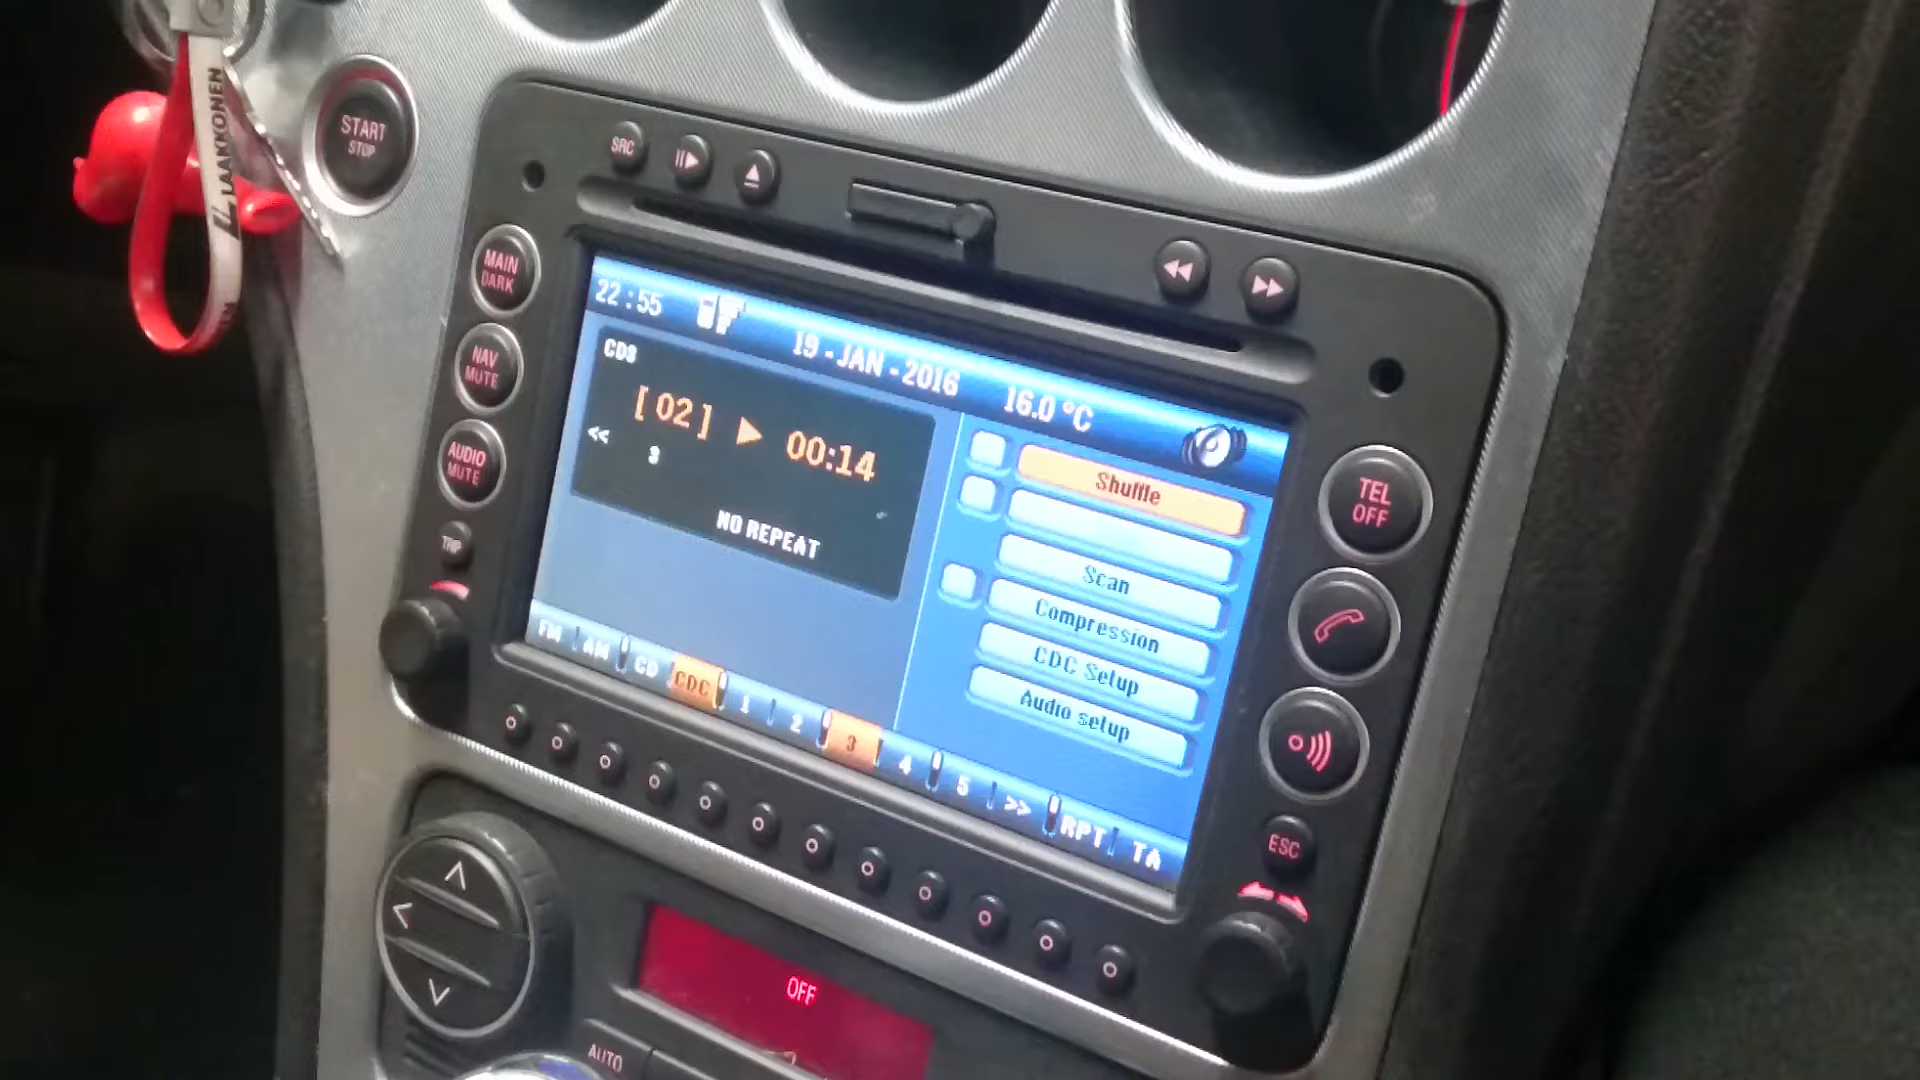 LAAKKONEN
START
STOP
SRC
MAIN
DARK
NAV
MUTE
AUDIO
MUTE
TRIP
22:55
19-JAN-2016
16.0 °C
CD3
[02] 00:14
<<
3
NO REPEAT
Shuffle
Scan
Compression
CDC Setup
Audio setup
FM AM CD CDC 1 2 3 4 5 >> RPT TA
TEL
OFF
ESC
OFF
AUTO